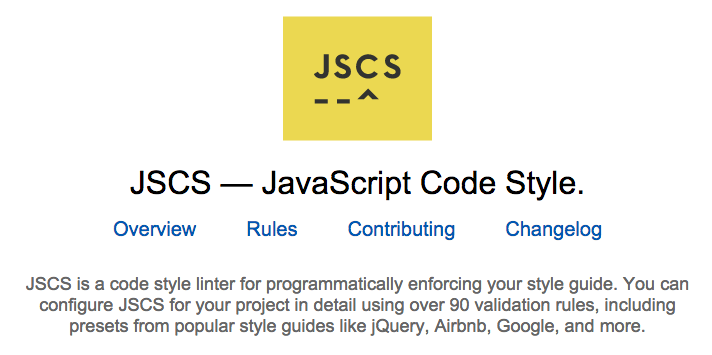 JSCS
--^
JSCS — JavaScript Code Style.
Overview Rules Contributing Changelog
JSCS is a code style linter for programmatically enforcing your style guide. You can
configure JSCS for your project in detail using over 90 validation rules, including
presets from popular style guides like jQuery, Airbnb, Google, and more.